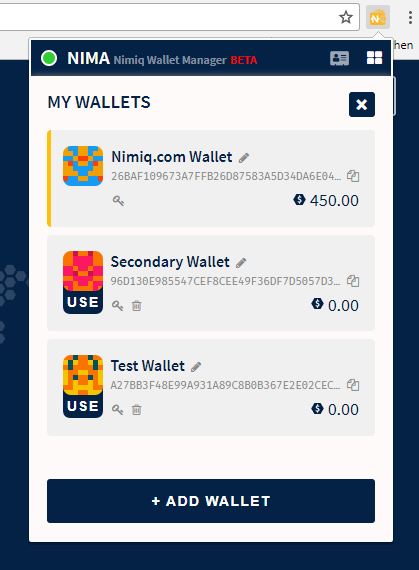 hen
NIMA Nimiq Wallet Manager BETA
MY WALLETS
Nimiq.com Wallet
26BAF109673A7FFB26D87583A5D34DA6E04…
450.00
Secondary Wallet
96D130E985547CEF8CEE49F36DF7D5057D3…
USE
0.00
Test Wallet
A27BB3F48E99A931A89C8B0B367E2E02CEC…
USE
0.00
+ ADD WALLET